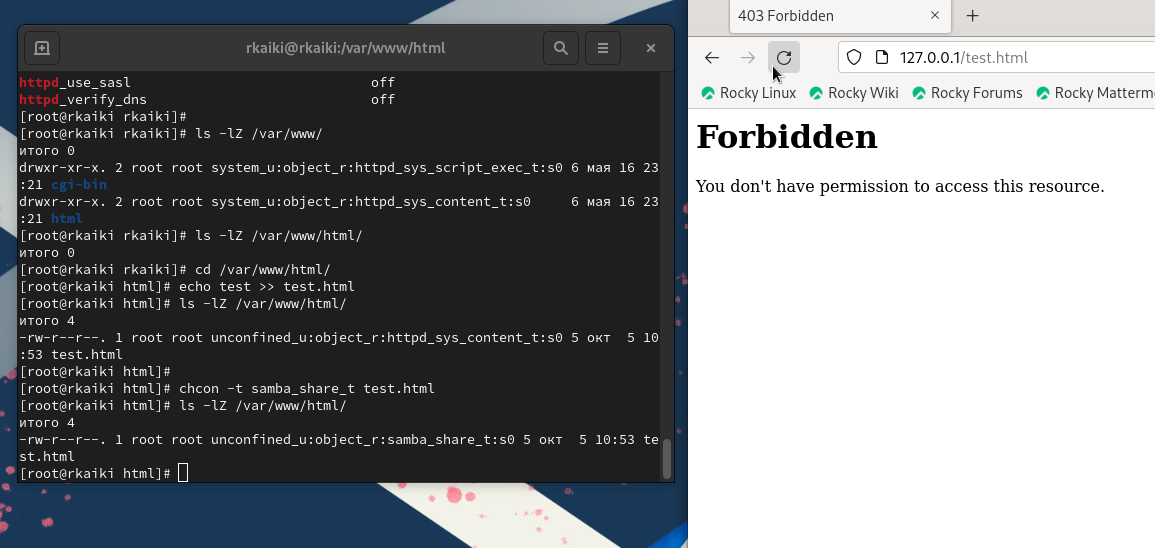 rkaiki@rkaiki:/var/www/html
httpd_use_sasl                              off
httpd_verify_dns                            off
[root@rkaiki rkaiki]#
[root@rkaiki rkaiki]# ls -lZ /var/www/
итого 0
drwxr-xr-x. 2 root root system_u:object_r:httpd_sys_script_exec_t:s0 6 мая 16 23
:21 cgi-bin
drwxr-xr-x. 2 root root system_u:object_r:httpd_sys_content_t:s0     6 мая 16 23
:21 html
[root@rkaiki rkaiki]# ls -lZ /var/www/html/
итого 0
[root@rkaiki rkaiki]# cd /var/www/html/
[root@rkaiki html]# echo test >> test.html
[root@rkaiki html]# ls -lZ /var/www/html/
итого 4
-rw-r--r--. 1 root root unconfined_u:object_r:httpd_sys_content_t:s0 5 окт  5 10
:53 test.html
[root@rkaiki html]#
[root@rkaiki html]# chcon -t samba_share_t test.html
[root@rkaiki html]# ls -lZ /var/www/html/
итого 4
-rw-r--r--. 1 root root unconfined_u:object_r:samba_share_t:s0 5 окт  5 10:53 te
st.html
[root@rkaiki html]#
403 Forbidden
127.0.0.1/test.html
Rocky Linux Rocky Wiki Rocky Forums Rocky Matterm
Forbidden
You don't have permission to access this resource.